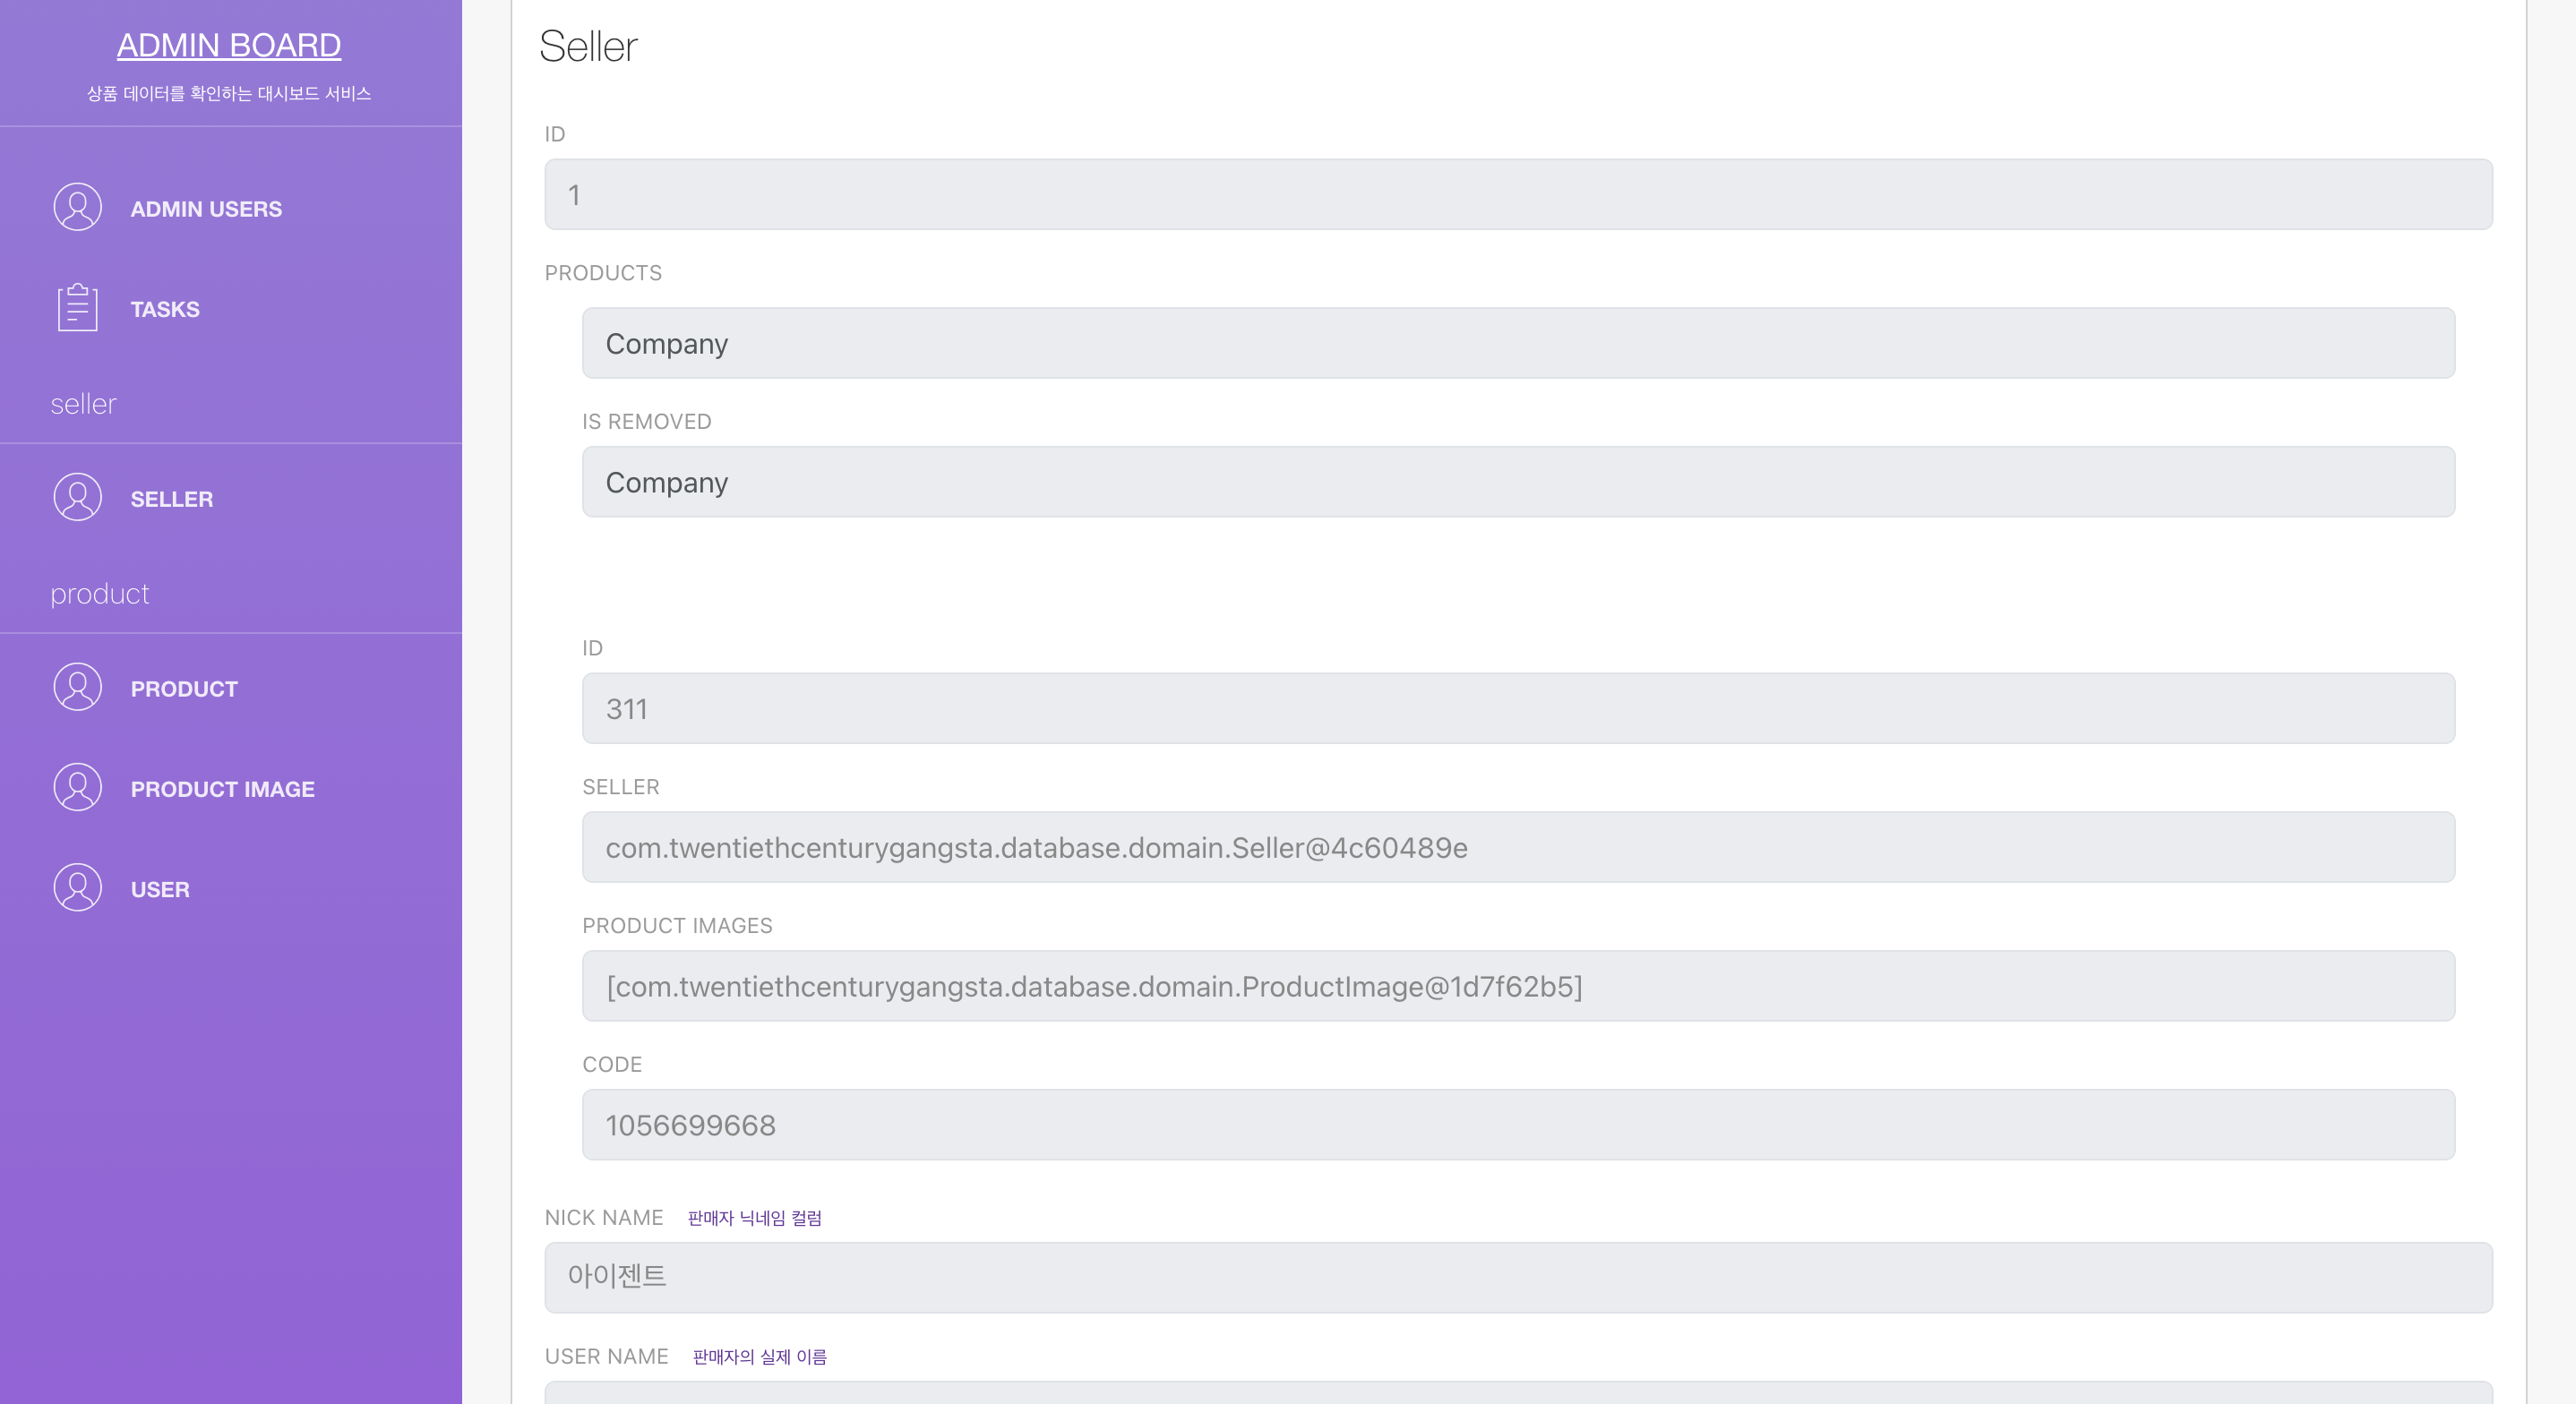 ADMIN BOARD
상품 데이터를 확인하는 대시보드 서비스
ADMIN USERS
TASKS
seller
SELLER
product
PRODUCT
PRODUCT IMAGE
USER
Seller
ID
1
PRODUCTS
Company
IS REMOVED
Company
ID
311
SELLER
com.twentiethcenturygangsta.database.domain.Seller@4c60489e
PRODUCT IMAGES
[com.twentiethcenturygangsta.database.domain.ProductImage@1d7f62b5]
CODE
1056699668
NICK NAME 판매자 닉네임 컬럼
아이젠트
USER NAME 판매자의 실제 이름